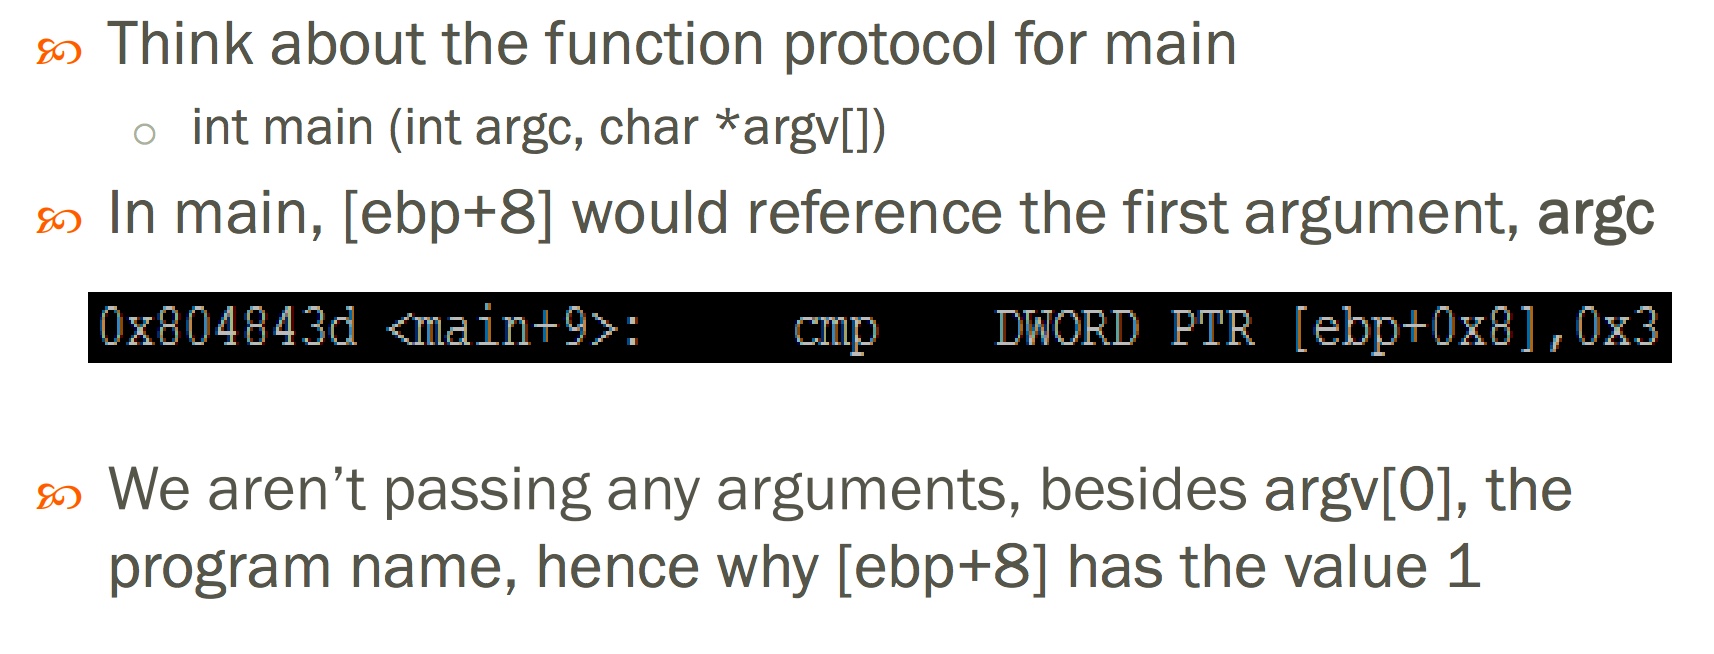 Think about the function protocol for main
int main (int argc, char *argv[])
In main, [ebp+8] would reference the first argument, argc
0x804843d <main+9>: cmp DWORD PTR [ebp+0x8],0x3
We aren’t passing any arguments, besides argv[0], the
program name, hence why [ebp+8] has the value 1